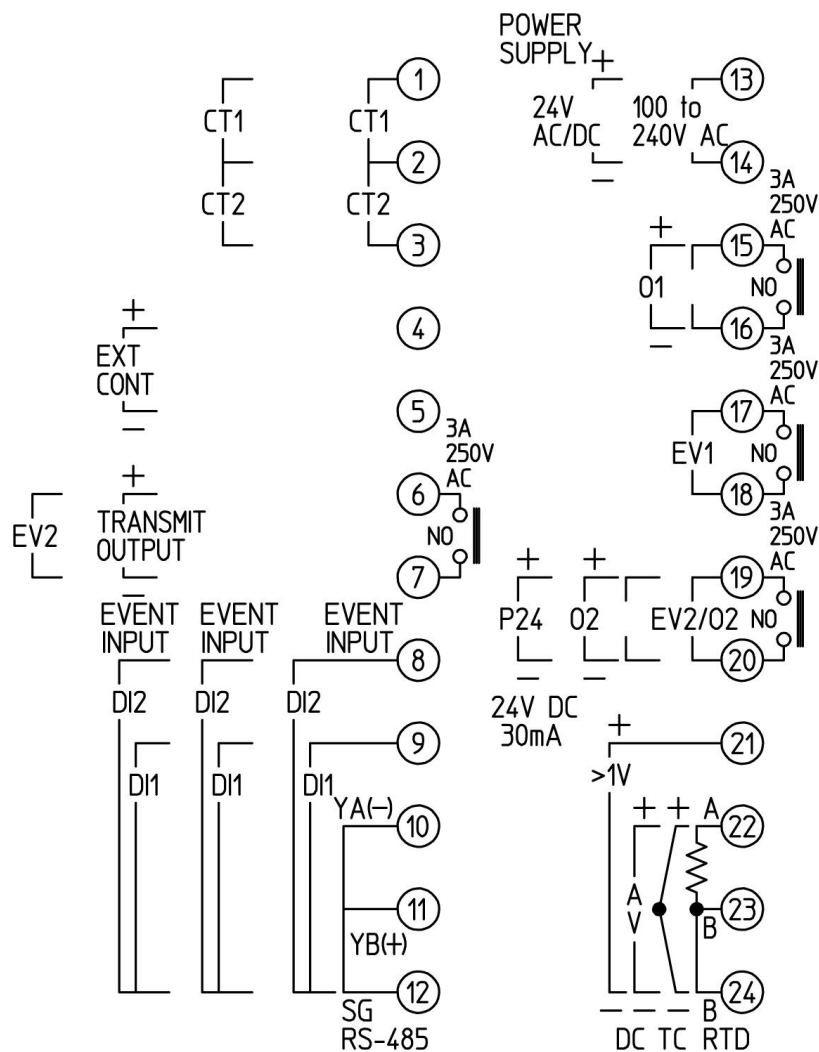 POWER
SUPPLY
+
1
13
CT1
CT1
24V
AC/DC
100 to
240V AC
2
−
14
CT2
CT2
3A
250V
AC
3
+
15
O1
NO
+
4
−
16
EXT
CONT
3A
250V
AC
−
5
17
3A
250V
AC
EV1
NO
+
6
18
EV2
TRANSMIT
OUTPUT
NO
3A
250V
AC
−
7
+
+
19
P24
O2
EV2/O2
NO
EVENT
INPUT
EVENT
INPUT
EVENT
INPUT
8
−
−
20
DI2
DI2
DI2
24V DC
30mA
9
+
21
DI1
DI1
DI1
>1V
YA(−)
10
+
+
A
22
A
V
11
23
YB(+)
B
12
24
SG
RS-485
−
−
−
B
DC
TC
RTD